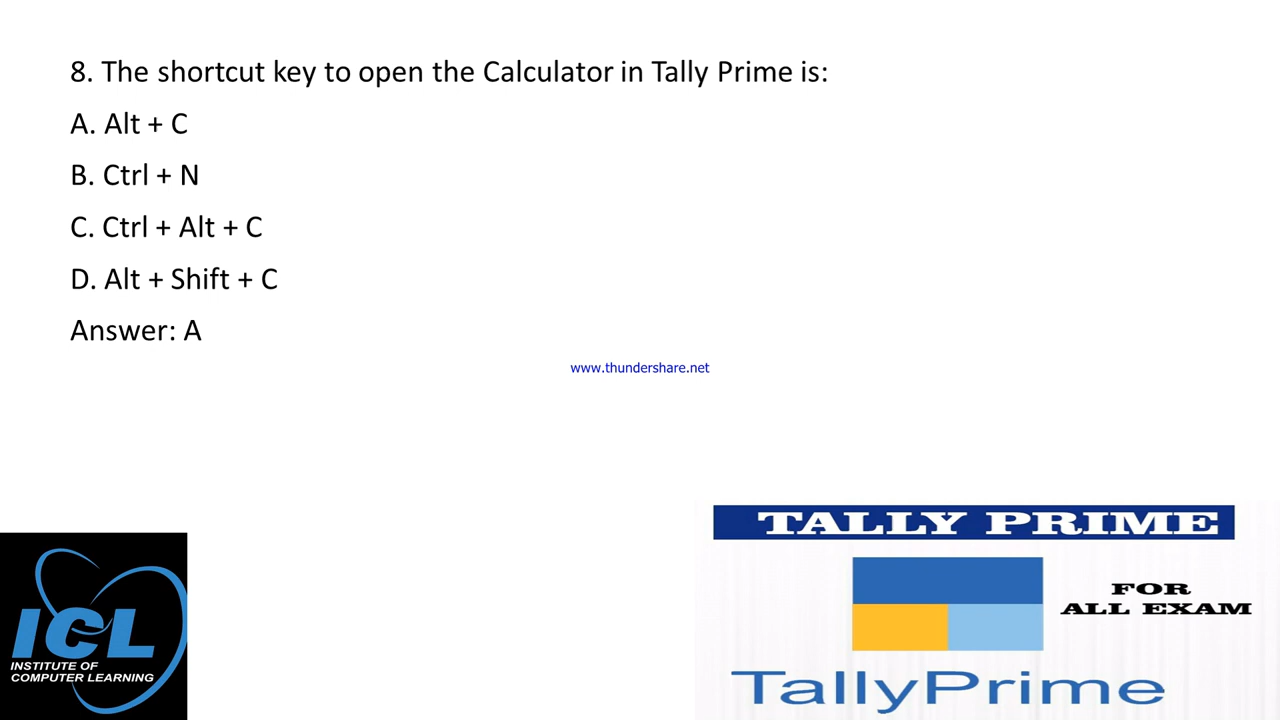 8. The shortcut key to open the Calculator in Tally Prime is:
A. Alt + C
B. Ctrl + N
C. Ctrl + Alt + C
D. Alt + Shift + C
Answer: A
www.thundershare.net
TALLY PRIME
FOR
ALL EXAM
TallyPrime
ICL
INSTITUTE OF
COMPUTER LEARNING